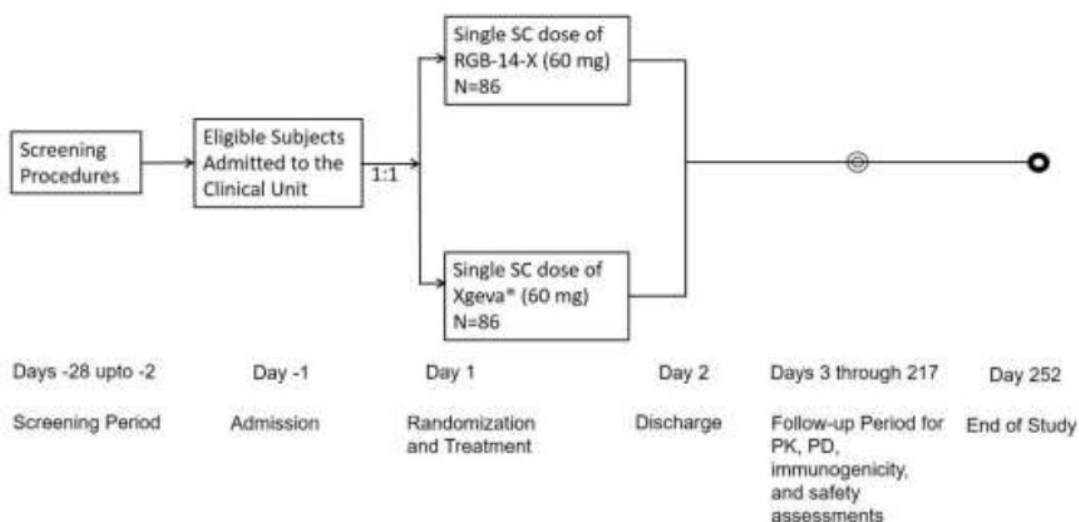 Single SC dose of
RGB-14-X (60 mg)
N=86
Screening
Procedures
Eligible Subjects
Admitted to the
Clinical Unit
1:1
Single SC dose of
Xgeva® (60 mg)
N=86
Days -28 upto -2
Day -1
Day 1
Day 2
Days 3 through 217
Day 252
Screening Period
Admission
Randomization
and Treatment
Discharge
Follow-up Period for
PK, PD,
immunogenicity,
and safety
assessments
End of Study